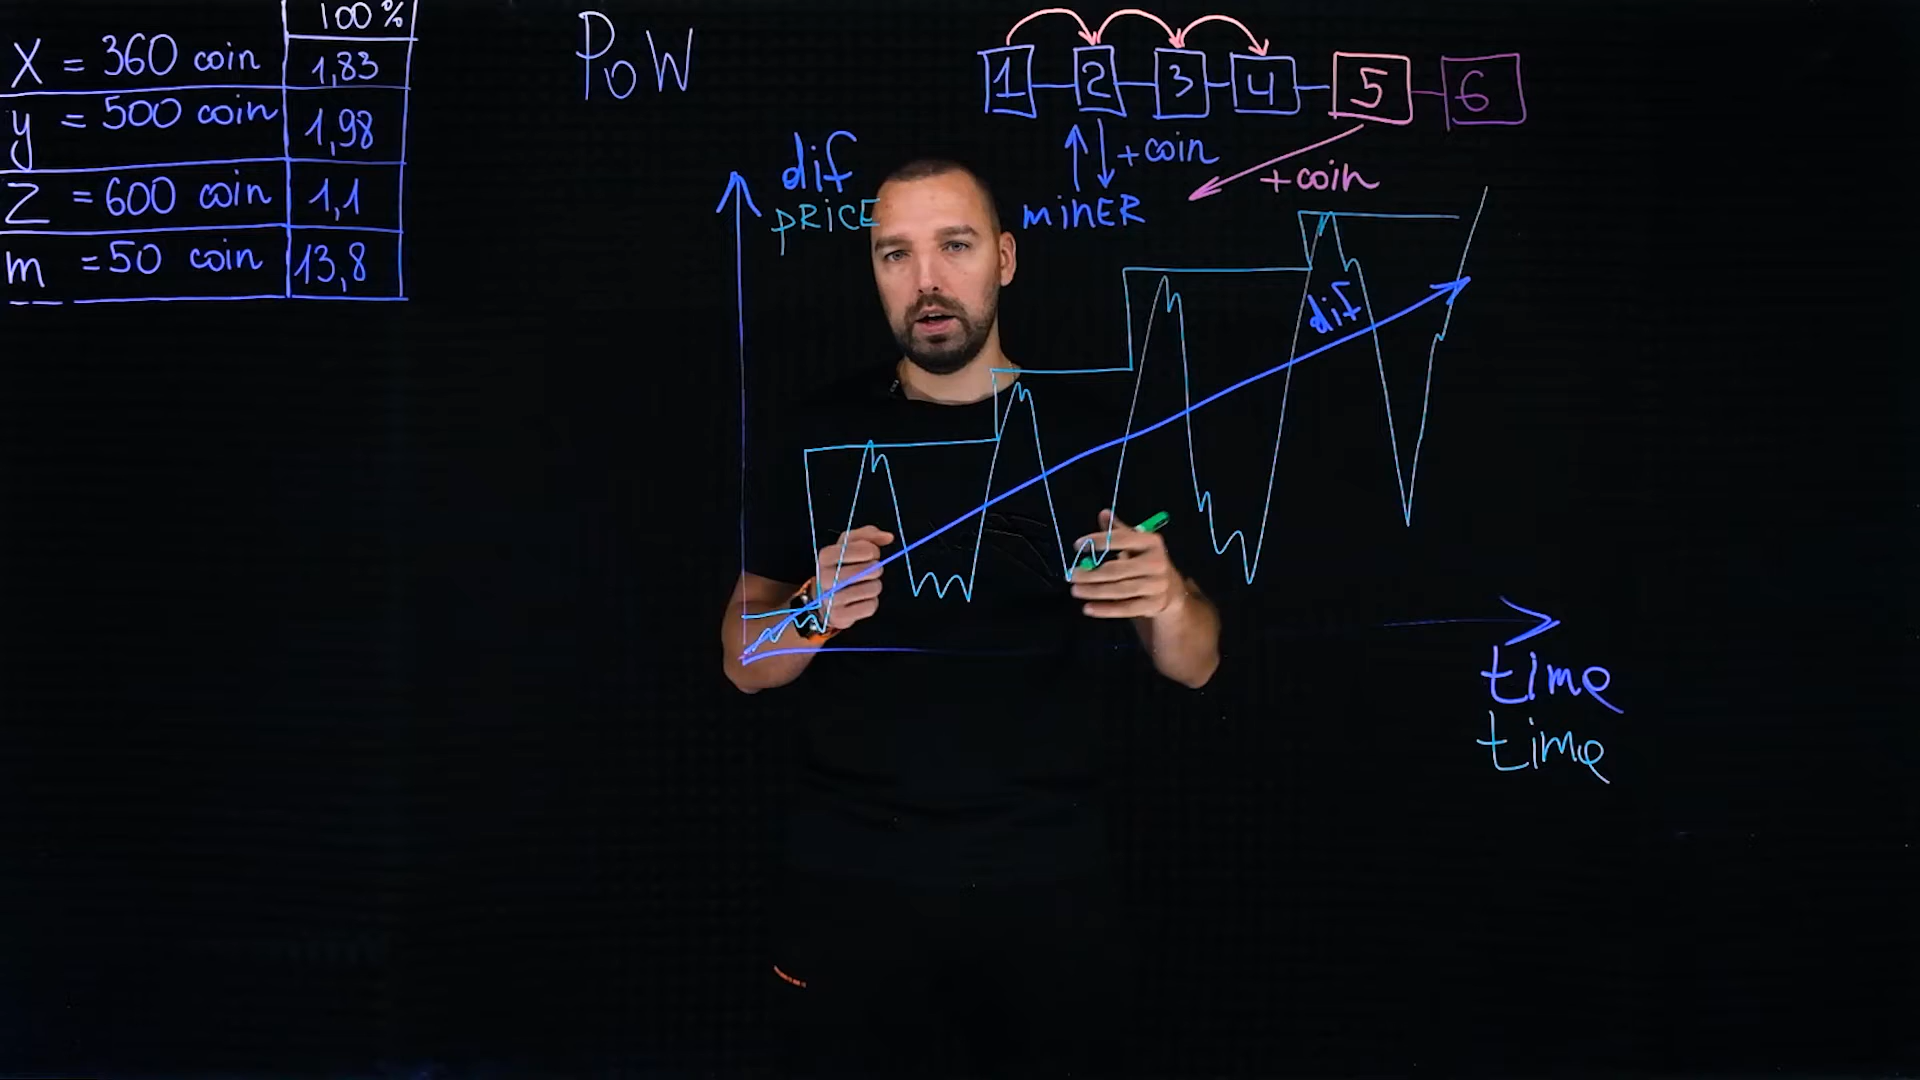 100%
x = 360 coin 1,83
y = 500 coin 1,98
Z = 600 coin 1,1
m = 50 coin 13,8
PoW
1 2 3 4 5 6
+coin
+coin
minER
dif
PRiCE
dif
time
time